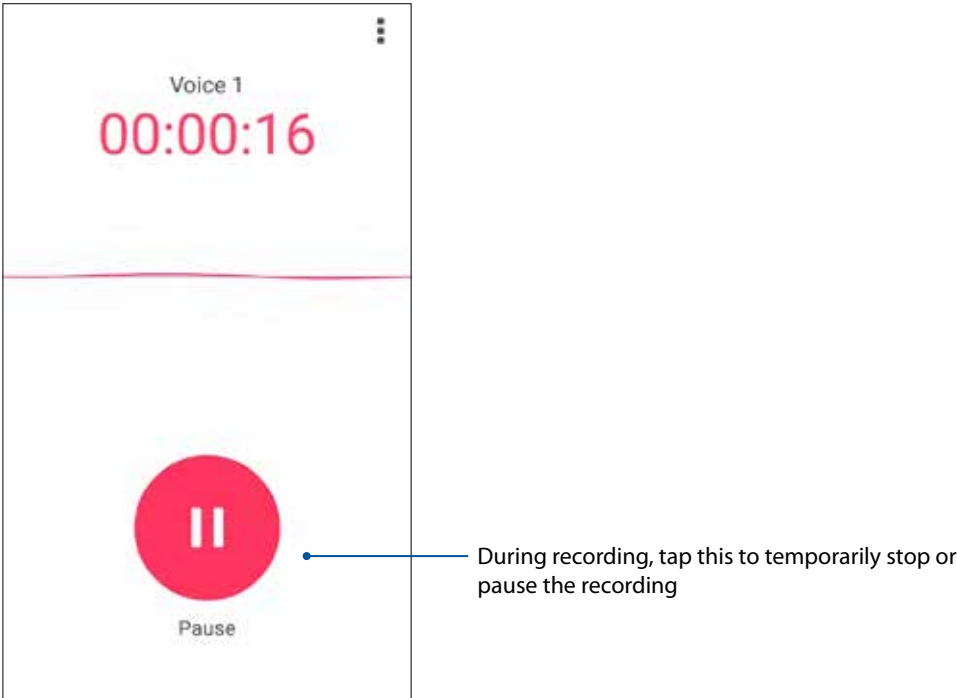 Voice 1
00:00:16
During recording, tap this to temporarily stop or
pause the recording
Pause